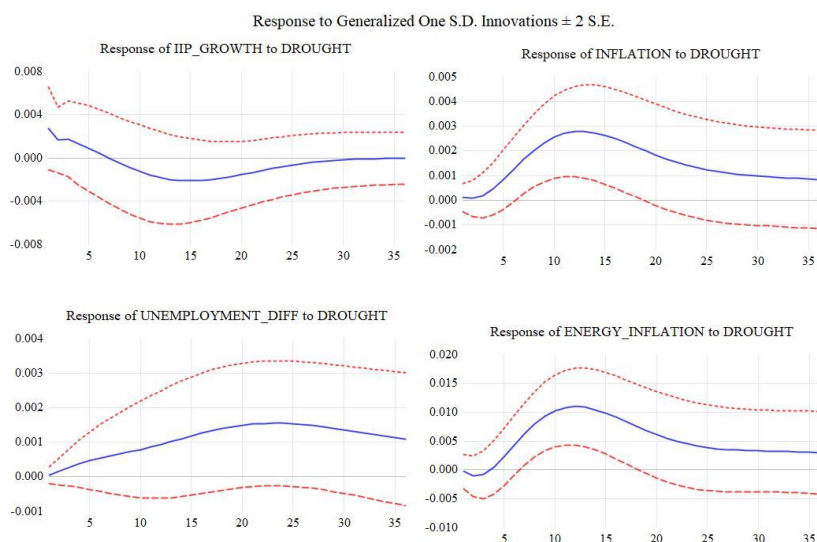 Response to Generalized One S.D. Innovations ± 2 S.E.
Response of IIP_GROWTH to DROUGHT
0.008
0.004
0.000
-0.004
-0.008
5 10 15 20 25 30 35
Response of INFLATION to DROUGHT
0.005
0.004
0.003
0.002
0.001
0.000
-0.001
-0.002
5 10 15 20 25 30 35
Response of UNEMPLOYMENT_DIFF to DROUGHT
0.004
0.003
0.002
0.001
0.000
-0.001
5 10 15 20 25 30 35
Response of ENERGY_INFLATION to DROUGHT
0.020
0.015
0.010
0.005
0.000
-0.005
-0.010
5 10 15 20 25 30 35